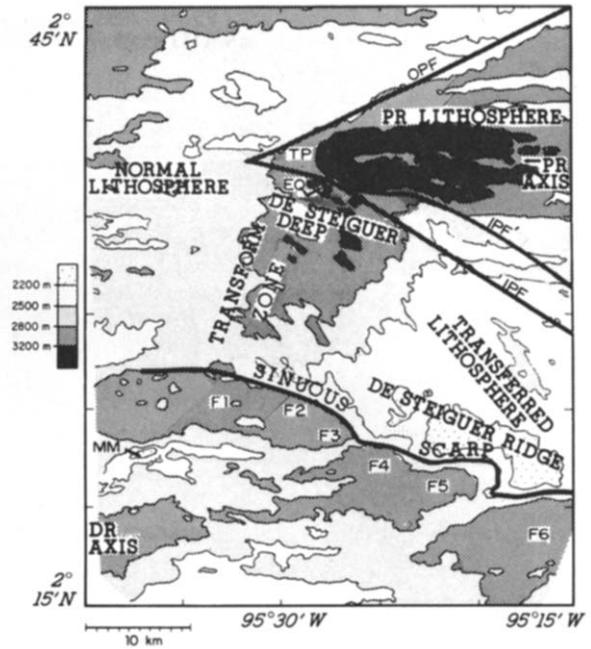 2°
45'N
OPF
PR LITHOSPHERE
TP
NORMAL
LITHOSPHERE
PR
AXIS
EQ
DE STEIGUER
DEEP
IPF'
TRANSFORM
ZONE
IPF
2200 m
2500 m
2800 m
3200 m
TRANSFERRED
LITHOSPHERE
SINUOUS
DE STEIGUER RIDGE
F1
F2
F3
SCARP
MM
F4
F5
DR
AXIS
F6
2°
15'N
95°30' W
95°15' W
10 km